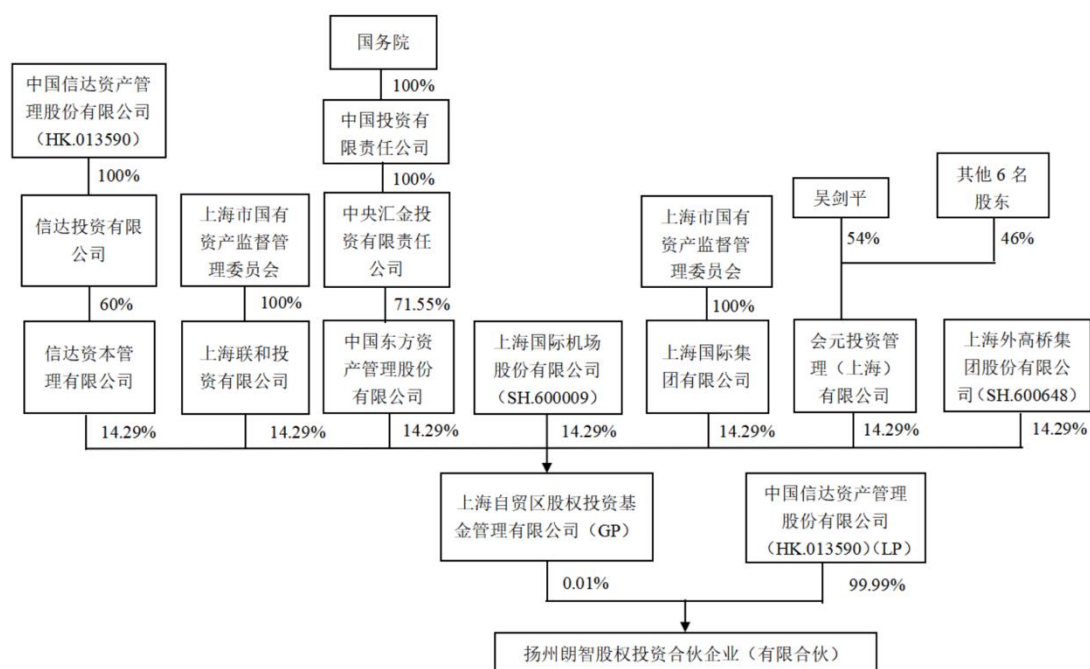 国务院
100%
中国信达资产管
理股份有限公司
（HK.013590）
100%
中国投资有
限责任公司
100%
信达投资有限
公司
60%
上海市国有
资产监督管
理委员会
100%
中央汇金投
资有限责任
公司
71.55%
上海市国有
资产监督管
理委员会
100%
吴剑平
54%
其他 6 名
股东
46%
信达资本管
理有限公司
14.29%
上海联和投
资有限公司
14.29%
中国东方资
产管理股份
有限公司
14.29%
上海国际机场
股份有限公司
（SH.600009）
14.29%
上海国际集
团有限公司
14.29%
会元投资管
理（上海）
有限公司
14.29%
上海外高桥集
团股份有限公
司（SH.600648）
14.29%
上海自贸区股权投资基
金管理有限公司（GP）
0.01%
中国信达资产管理
股份有限公司
（HK.013590）（LP）
99.99%
扬州朗智股权投资合伙企业（有限合伙）